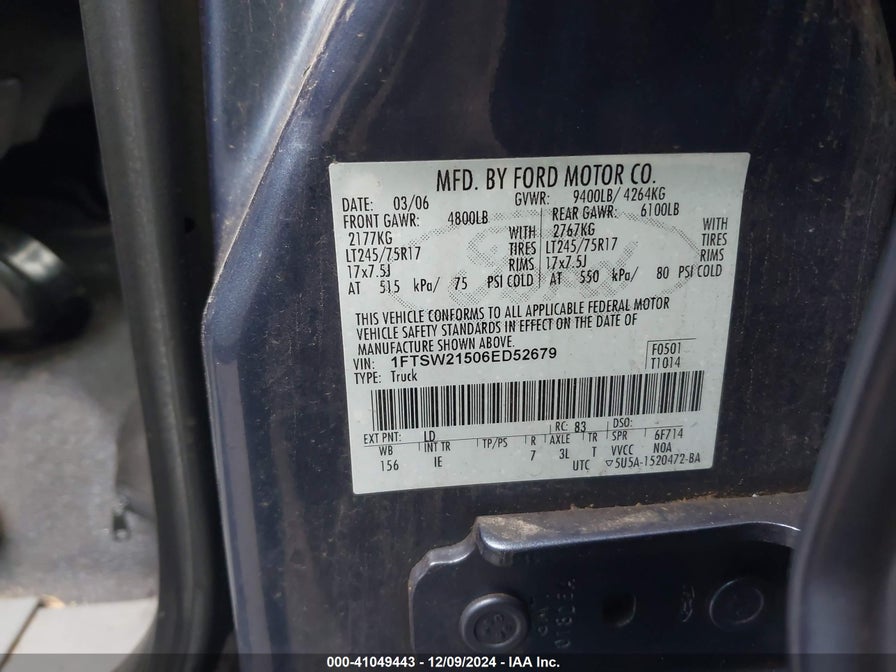 MFD. BY FORD MOTOR CO.
DATE: 03/06 GVWR: 9400LB/ 4264KG
FRONT GAWR: 4800LB REAR GAWR: 6100LB
2177KG WITH 2767KG WITH
LT245/75R17 TIRES LT245/75R17 TIRES
17x7.5J RIMS 17x7.5J RIMS
AT 515 kPa/ 75 PSI COLD AT 550 kPa/ 80 PSI COLD
THIS VEHICLE CONFORMS TO ALL APPLICABLE FEDERAL MOTOR
VEHICLE SAFETY STANDARDS IN EFFECT ON THE DATE OF
MANUFACTURE SHOWN ABOVE.
VIN: 1FTSW21506ED52679 F0501
TYPE: Truck T1014
EXT PNT: LD RC: 83 DSO:
WB INT TR TP/PS R AXLE TR SPR 6F714
156 IE 7 3L T VVCC NOA
UTC ▽5U5A-1520472-BA
000-41049443 - 12/09/2024 - IAA Inc.